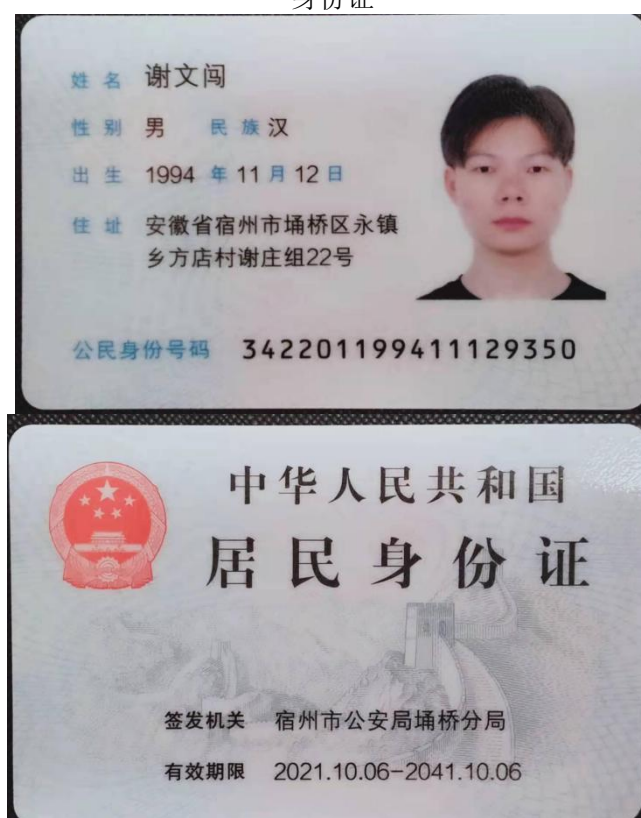 身份证
姓名 谢文闯
性别 男 民族 汉
出生 1994 年 11 月 12 日
住址 安徽省宿州市埇桥区永镇
乡方店村谢庄组22号
公民身份号码 342201199411129350
中华人民共和国
居民身份证
签发机关 宿州市公安局埇桥分局
有效期限 2021.10.06-2041.10.06